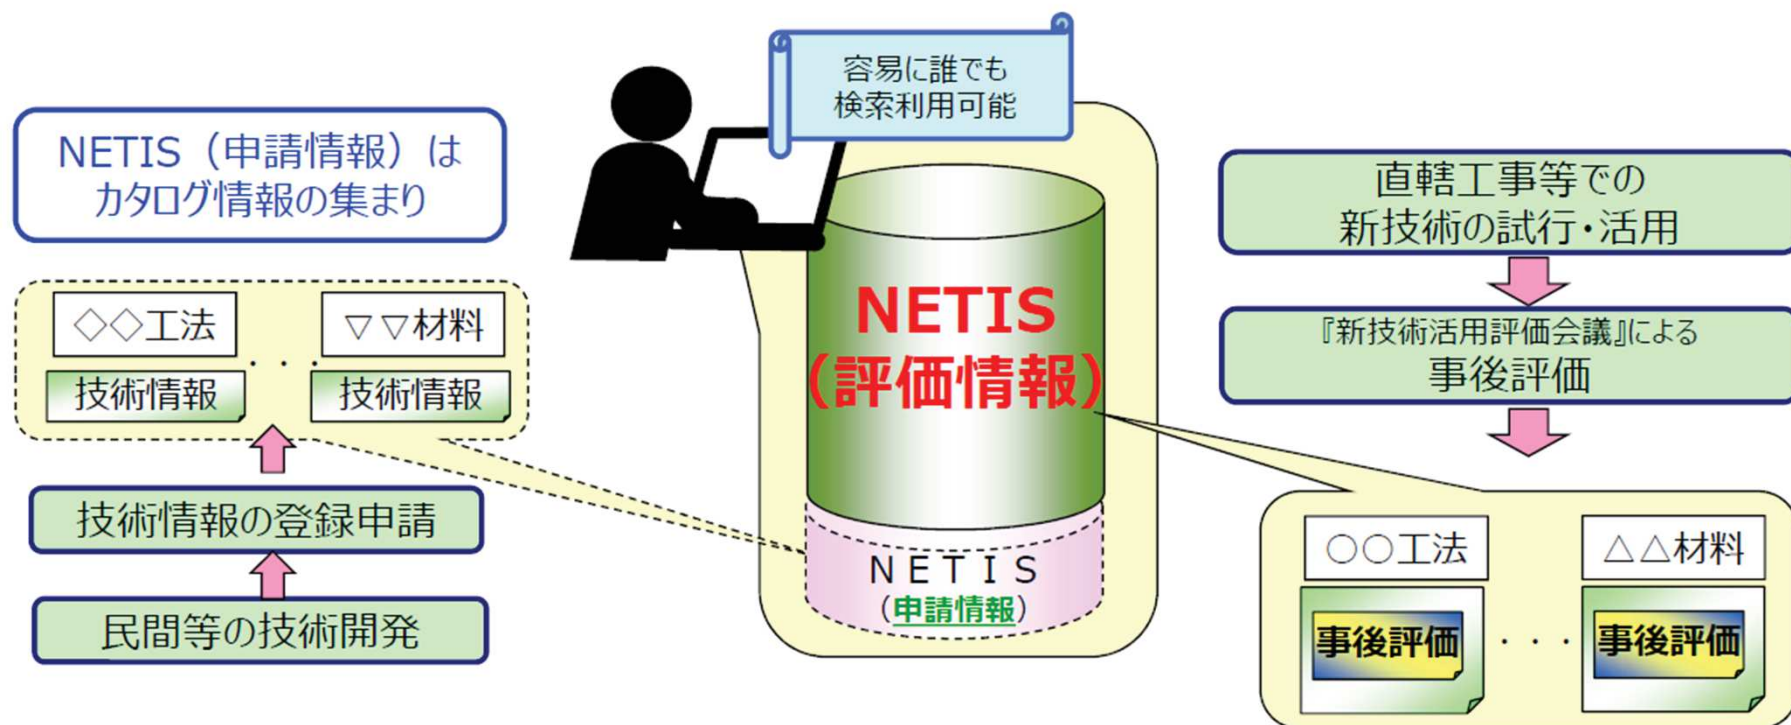 容易に誰でも
検索利用可能
NETIS（申請情報）は
カタログ情報の集まり
◇◇工法
▽▽材料
・・・
技術情報
技術情報
技術情報の登録申請
民間等の技術開発
NETIS
（評価情報）
ＮＥＴＩＳ
（申請情報）
直轄工事等での
新技術の試行・活用
『新技術活用評価会議』による
事後評価
○○工法
△△材料
事後評価
・・・
事後評価